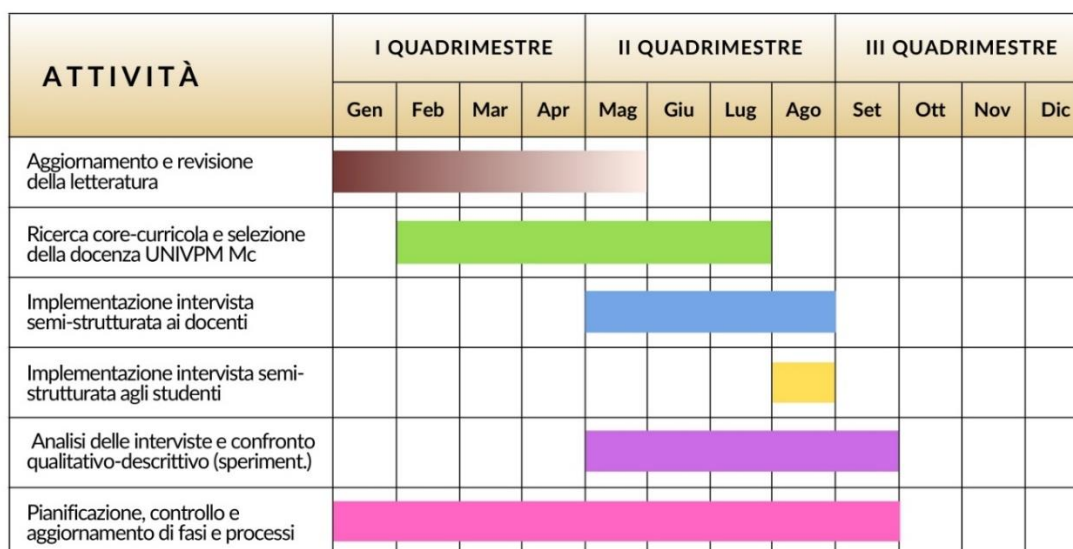 ATTIVITÀ
I QUADRIMESTRE
II QUADRIMESTRE
III QUADRIMESTRE
Gen
Feb
Mar
Apr
Mag
Giu
Lug
Ago
Set
Ott
Nov
Dic
Aggiornamento e revisione
della letteratura
Ricerca core-curricola e selezione
della docenza UNIVPM Mc
Implementazione intervista
semi-strutturata ai docenti
Implementazione intervista semi-
strutturata agli studenti
Analisi delle interviste e confronto
qualitativo-descrittivo (speriment.)
Pianificazione, controllo e
aggiornamento di fasi e processi